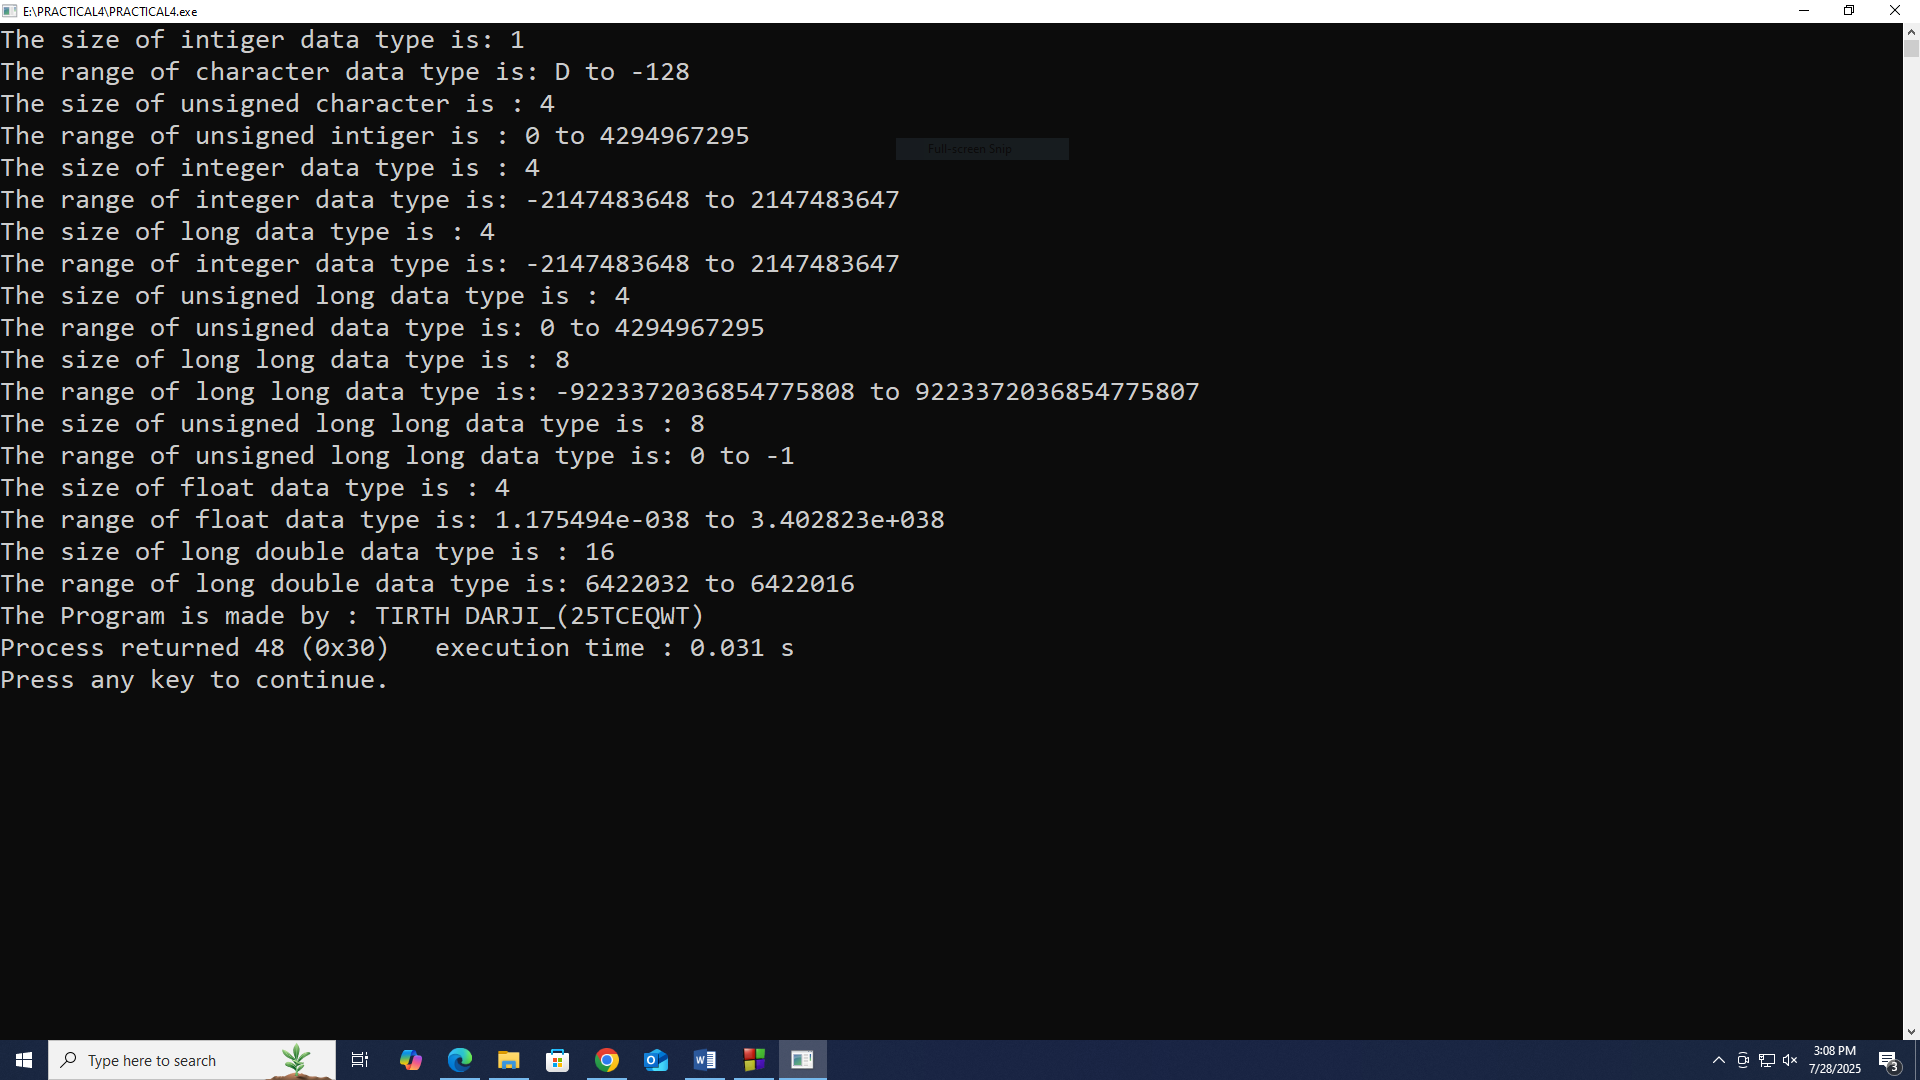 E:\PRACTICAL4\PRACTICAL4.exe
The size of intiger data type is: 1
The range of character data type is: D to -128
The size of unsigned character is : 4
The range of unsigned intiger is : 0 to 4294967295
Full-screen Snip
The size of integer data type is : 4
The range of integer data type is: -2147483648 to 2147483647
The size of long data type is : 4
The range of integer data type is: -2147483648 to 2147483647
The size of unsigned long data type is : 4
The range of unsigned data type is: 0 to 4294967295
The size of long long data type is : 8
The range of long long data type is: -9223372036854775808 to 9223372036854775807
The size of unsigned long long data type is : 8
The range of unsigned long long data type is: 0 to -1
The size of float data type is : 4
The range of float data type is: 1.175494e-038 to 3.402823e+038
The size of long double data type is : 16
The range of long double data type is: 6422032 to 6422016
The Program is made by : TIRTH DARJI_(25TCEQWT)
Process returned 48 (0x30)   execution time : 0.031 s
Press any key to continue.
Type here to search
3:08 PM
7/28/2025
3